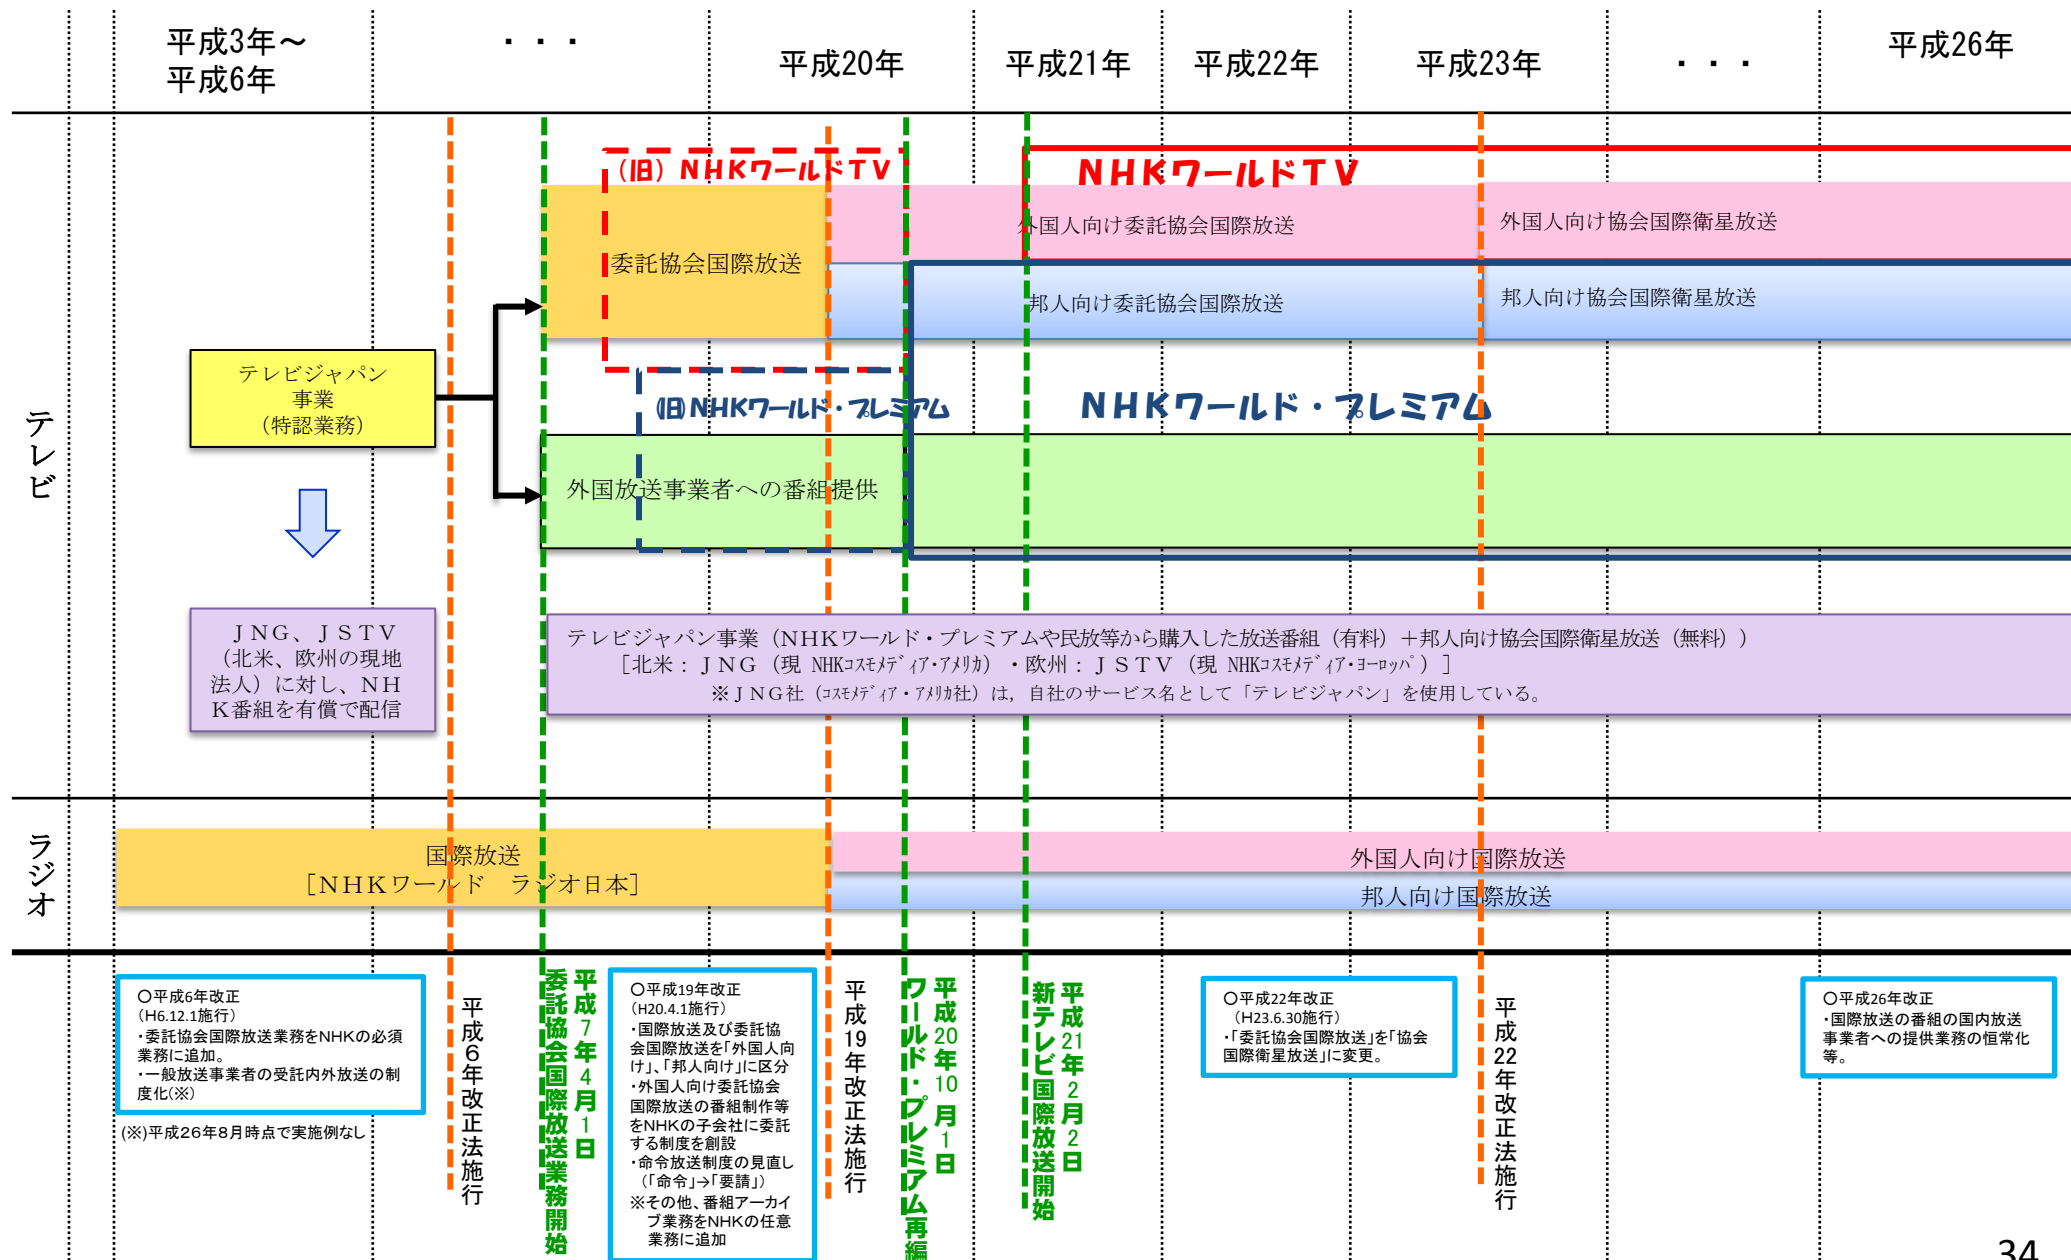 平成3年～
平成6年
・・・
平成20年
平成21年
平成22年
平成23年
・・・
平成26年
テレビ
(旧) NHKワールドTV
NHKワールドTV
委託協会国際放送
外国人向け委託協会国際放送
外国人向け協会国際衛星放送
邦人向け委託協会国際放送
邦人向け協会国際衛星放送
テレビジャパン
事業
（特認業務）
(旧)NHKワールド・プレミアム
NHKワールド・プレミアム
外国放送事業者への番組提供
ＪＮＧ、ＪＳＴＶ
（北米、欧州の現地
法人）に対し、ＮＨ
Ｋ番組を有償で配信
テレビジャパン事業（NHKワールド・プレミアムや民放等から購入した放送番組（有料）＋邦人向け協会国際衛星放送（無料））
［北米：ＪＮＧ（現 NHKｺｽﾓﾒﾃﾞｨｱ･ｱﾒﾘｶ）・欧州：ＪＳＴＶ（現 NHKｺｽﾓﾒﾃﾞｨｱ･ﾖｰﾛｯﾊﾟ）］
※ＪＮＧ社（ｺｽﾓﾒﾃﾞｨｱ・ｱﾒﾘｶ社）は，自社のサービス名として「テレビジャパン」を使用している。
ラジオ
国際放送
［ＮＨＫワールド　ラジオ日本］
外国人向け国際放送
邦人向け国際放送
○平成6年改正
（H6.12.1施行）
・委託協会国際放送業務をNHKの必須
業務に追加。
・一般放送事業者の受託内外放送の制
度化(※)
(※)平成２６年８月時点で実施例なし
平成６年改正法施行
平成７年４月１日
委託協会国際放送業務開始
○平成19年改正
（H20.4.1施行）
・国際放送及び委託協
会国際放送を「外国人向
け」、「邦人向け」に区分
・外国人向け委託協会
国際放送の番組制作等
をNHKの子会社に委託
する制度を創設
・命令放送制度の見直し
（「命令」→「要請」）
※その他、番組アーカイ
ブ業務をNHKの任意
業務に追加
平成19年改正法施行
平成20年10月1日
ワールド・プレミアム再編
平成21年2月2日
新テレビ国際放送開始
○平成22年改正
（H23.6.30施行）
・「委託協会国際放送」を「協会
国際衛星放送」に変更。
平成22年改正法施行
○平成26年改正
・国際放送の番組の国内放送
事業者への提供業務の恒常化
等。
34